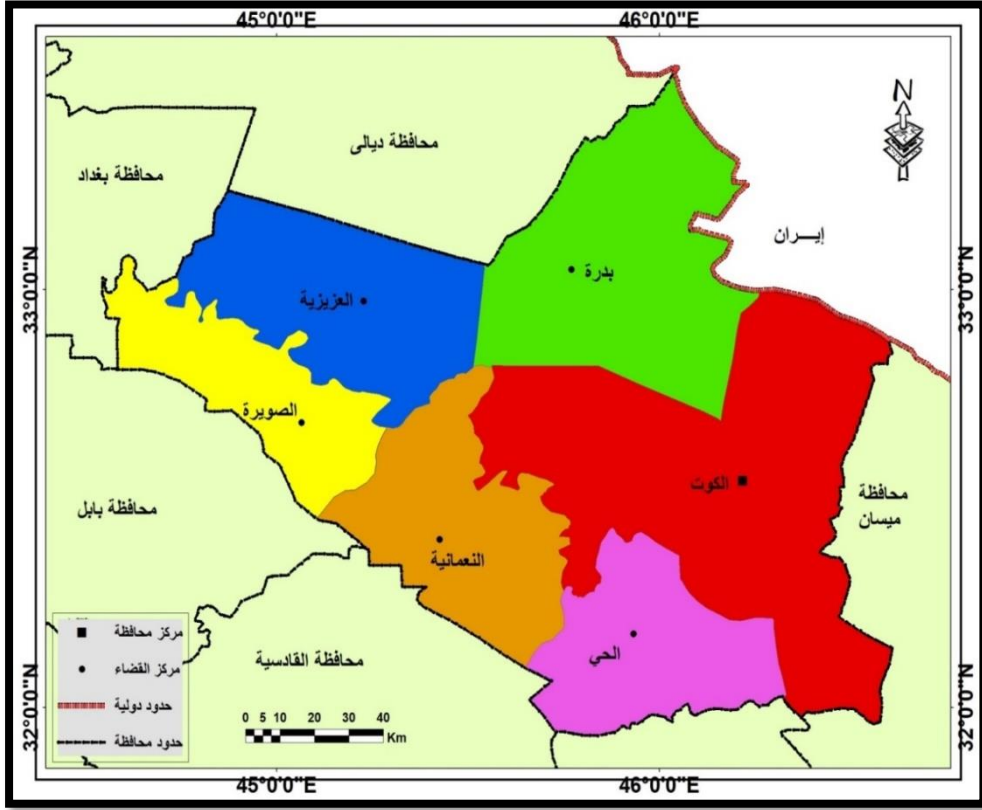 45°0'0"E
46°0'0"E
N
محافظة ديالى
محافظة بغداد
إيـــران
بدرة
33°0'0"N
33°0'0"N
العزيزية
الصويرة
الكوت
محافظة
ميسان
محافظة بابل
النعمانية
الحي
محافظة القادسية
مركز محافظة
مركز القضاء
حدود دولية
حدود محافظة
0 5 10 20 30 40
Km
32°0'0"N
32°0'0"N
45°0'0"E
46°0'0"E